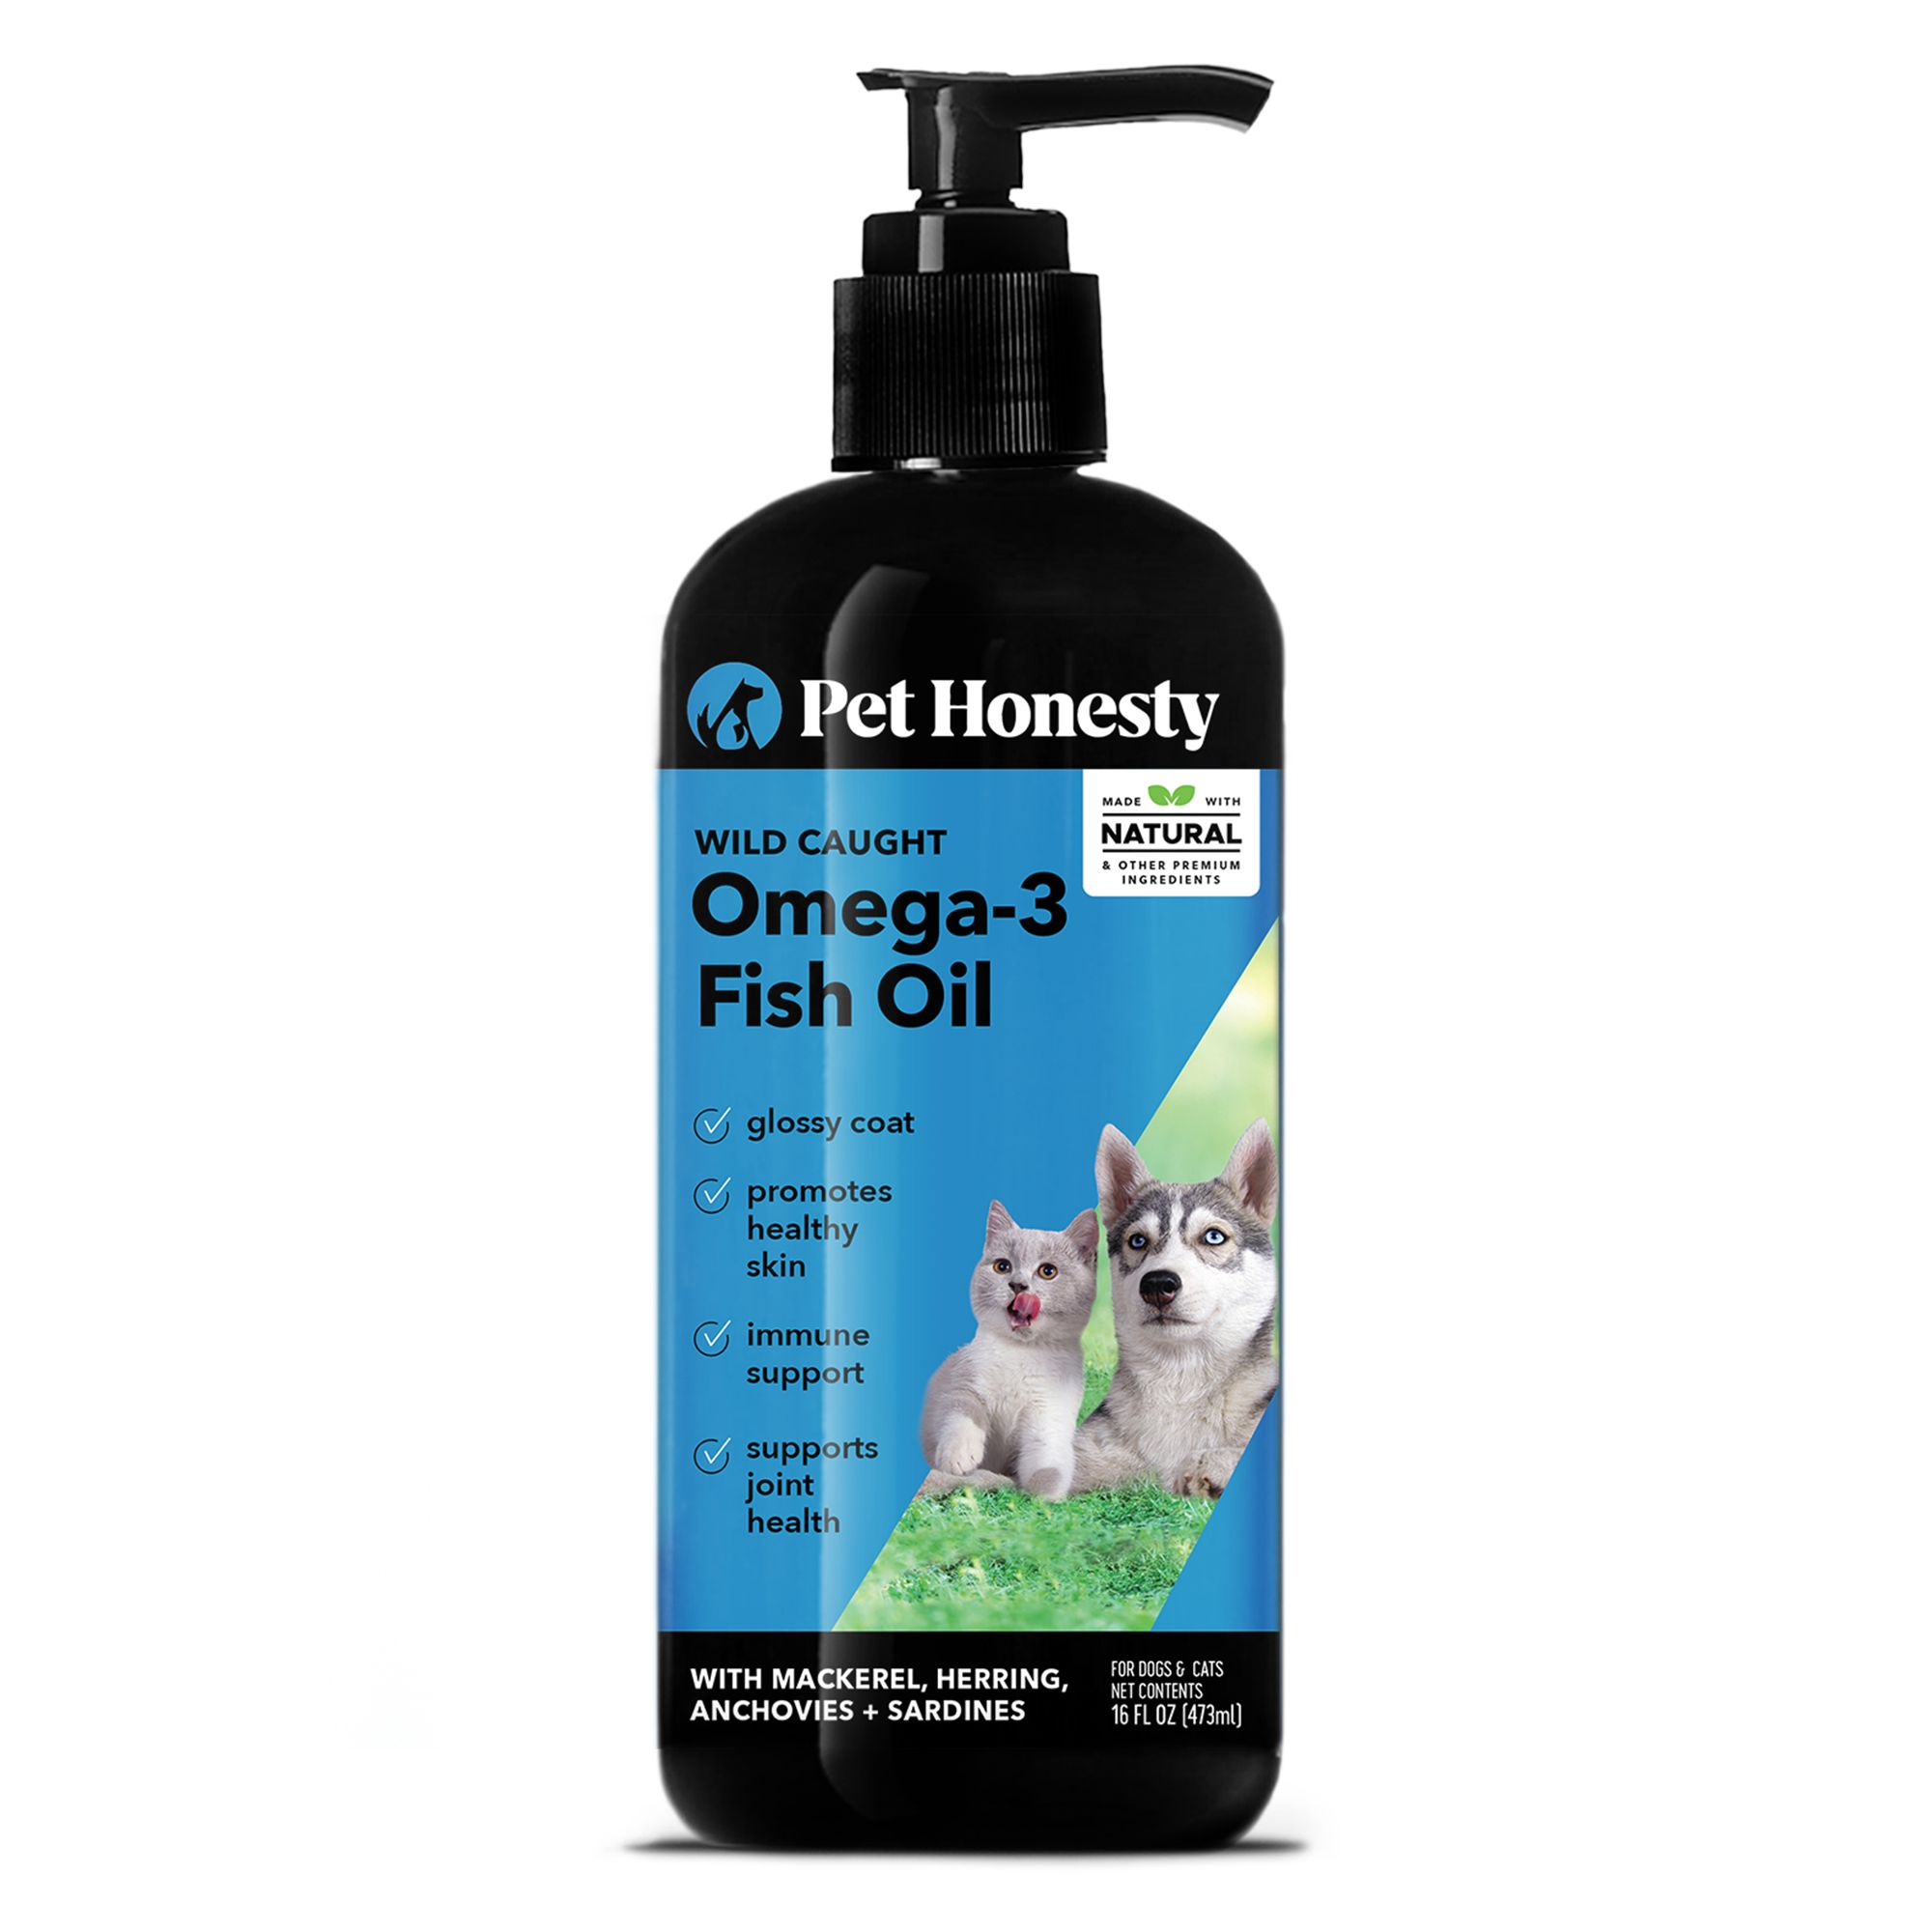 Pet Honesty
MADE WITH
NATURAL
& OTHER PREMIUM
INGREDIENTS
WILD CAUGHT
Omega-3
Fish Oil
glossy coat
promotes
healthy
skin
immune
support
supports
joint
health
WITH MACKEREL, HERRING,
ANCHOVIES + SARDINES
FOR DOGS & CATS
NET CONTENTS
16 FL OZ (473ml)